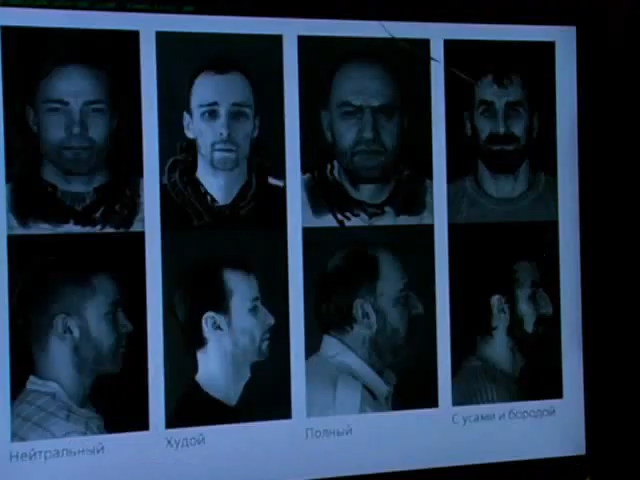 Нейтральный
Худой
Полный
С усами и бородой